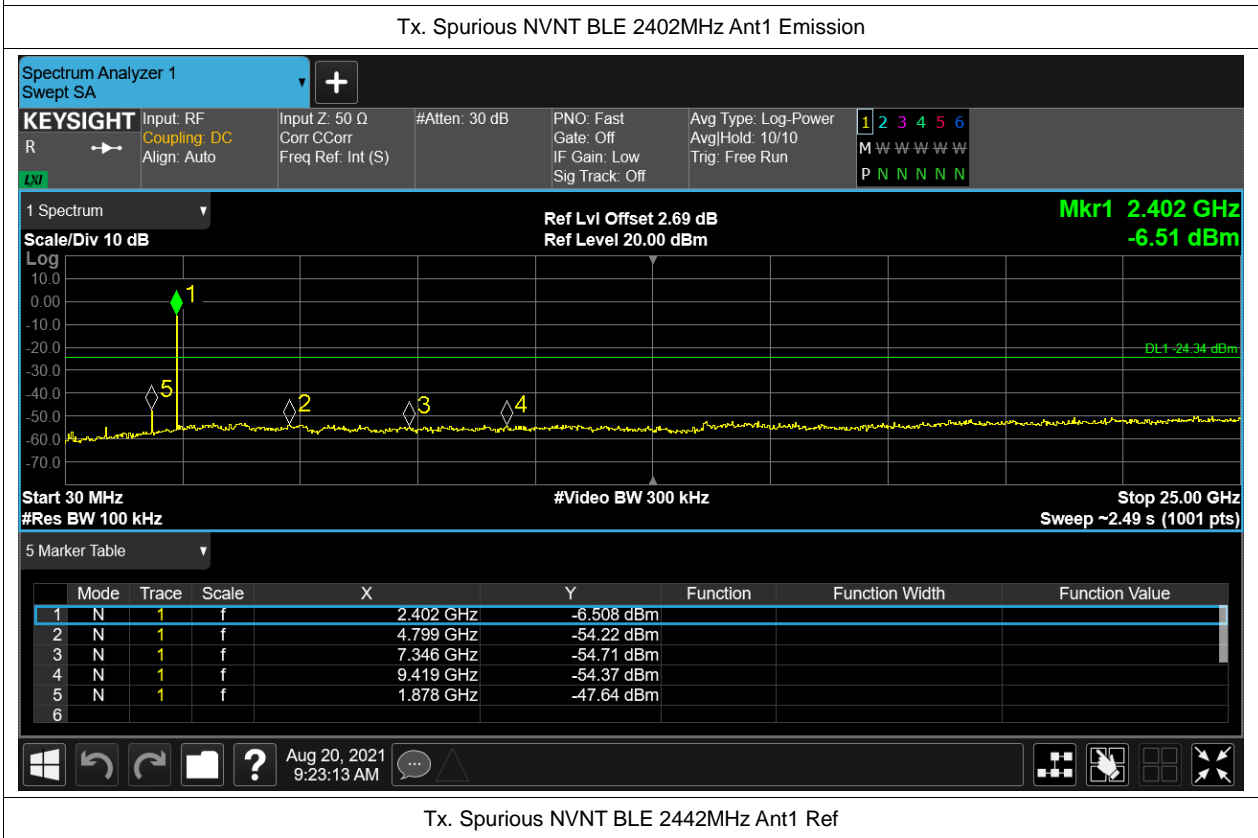 Tx. Spurious NVNT BLE 2402MHz Ant1 Emission
Spectrum Analyzer 1
Swept SA
+
KEYSIGHT
R
LXI
Input: RF
Coupling: DC
Align: Auto
Input Z: 50 Ω
Corr CCorr
Freq Ref: Int (S)
#Atten: 30 dB
PNO: Fast
Gate: Off
IF Gain: Low
Sig Track: Off
Avg Type: Log-Power
Avg|Hold: 10/10
Trig: Free Run
1 2 3 4 5 6
M W W W W W
P N N N N N
1 Spectrum
Scale/Div 10 dB
Ref Lvl Offset 2.69 dB
Ref Level 20.00 dBm
Mkr1 2.402 GHz
-6.51 dBm
Log
10.0
0.00
-10.0
-20.0
-30.0
-40.0
-50.0
-60.0
-70.0
1
5
2
3
4
DL1 -24.34 dBm
Start 30 MHz
#Video BW 300 kHz
Stop 25.00 GHz
#Res BW 100 kHz
Sweep ~2.49 s (1001 pts)
5 Marker Table
Mode Trace Scale X Y Function Function Width Function Value
1 N 1 f 2.402 GHz -6.508 dBm
2 N 1 f 4.799 GHz -54.22 dBm
3 N 1 f 7.346 GHz -54.71 dBm
4 N 1 f 9.419 GHz -54.37 dBm
5 N 1 f 1.878 GHz -47.64 dBm
6
?
Aug 20, 2021
9:23:13 AM
Tx. Spurious NVNT BLE 2442MHz Ant1 Ref